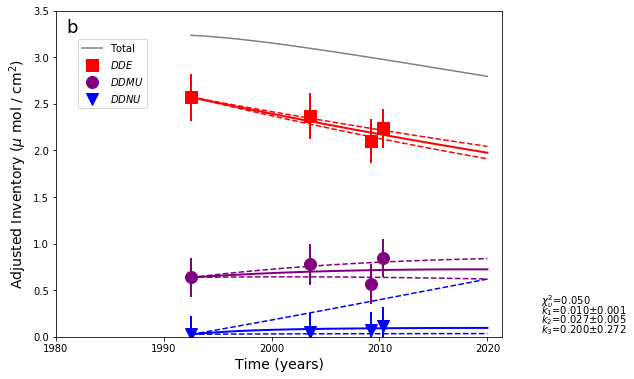 b
Total
DDE
DDMU
DDNU
Adjusted Inventory (μ mol / cm²)
3.5
3.0
2.5
2.0
1.5
1.0
0.5
0.0
1980
1990
2000
2010
2020
Time (years)
χ²ᵤ=0.050
k₁=0.010±0.001
k₂=0.027±0.005
k₃=0.200±0.272